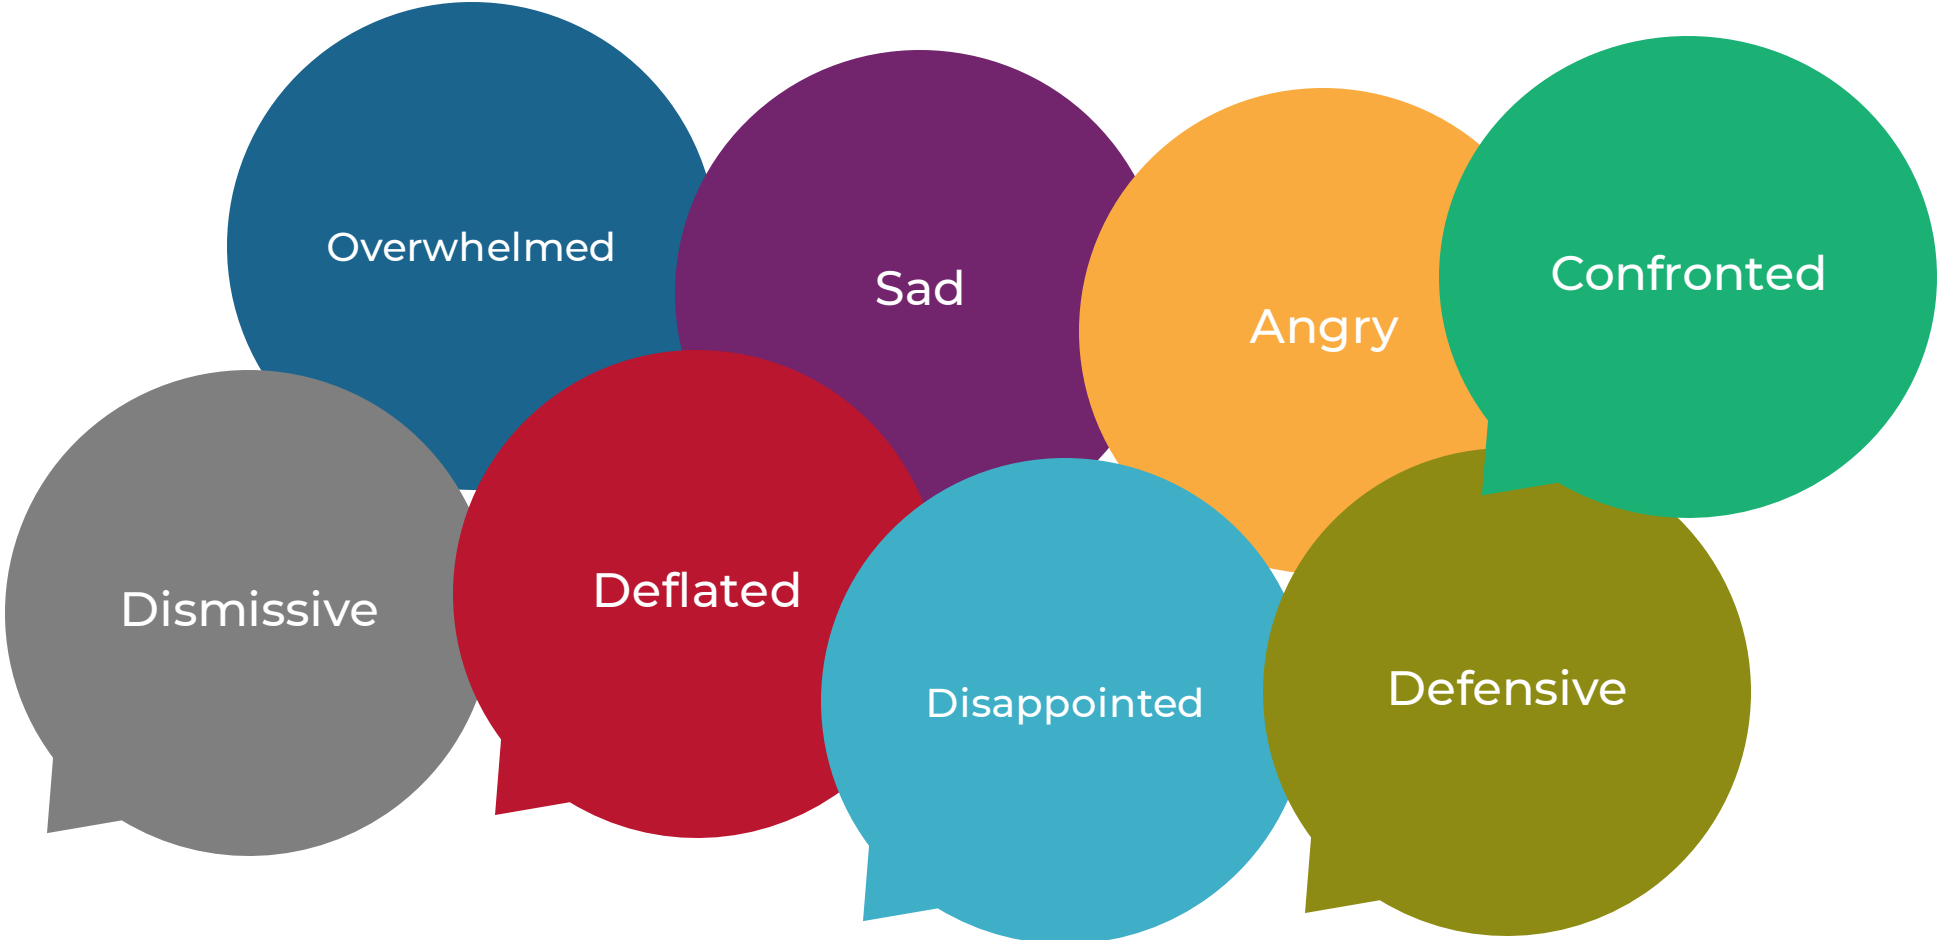 Overwhelmed
Sad
Angry
Confronted
Dismissive
Deflated
Disappointed
Defensive